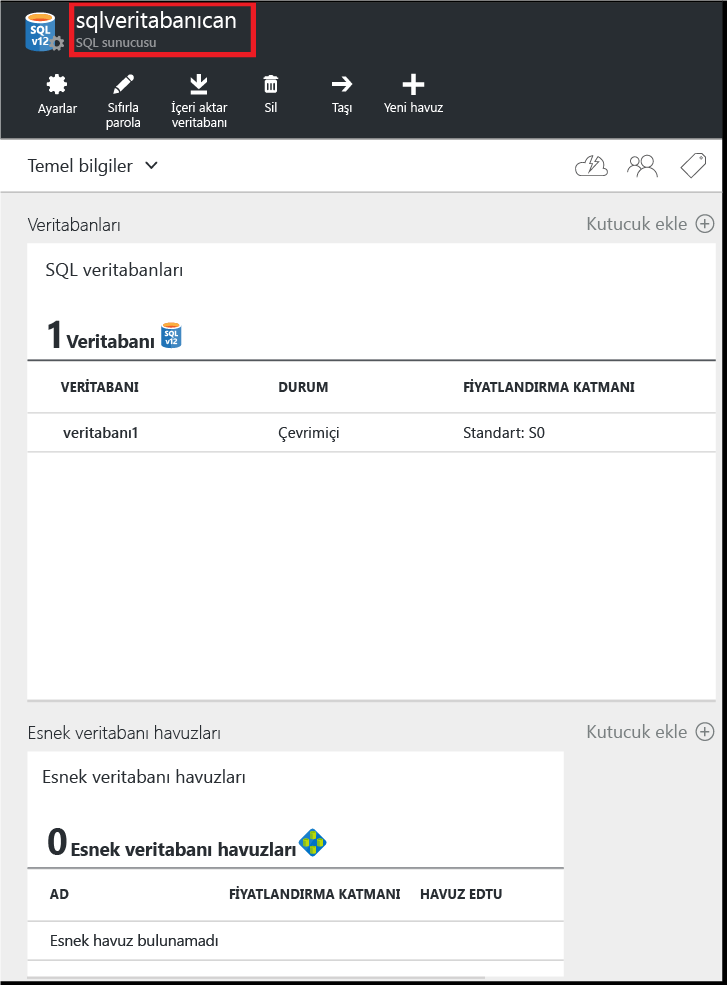 SQL
v12
sqlveritabanıcan
SQL sunucusu
Ayarlar
Sıfırla
parola
İçeri aktar
veritabanı
Sil
Taşı
Yeni havuz
Temel bilgiler
Veritabanları
Kutucuk ekle
SQL veritabanları
1 Veritabanı
SQL
v12
VERİTABANI DURUM FİYATLANDIRMA KATMANI
veritabanı1 Çevrimiçi Standart: S0
Esnek veritabanı havuzları
Kutucuk ekle
Esnek veritabanı havuzları
0 Esnek veritabanı havuzları
AD FİYATLANDIRMA KATMANI HAVUZ EDTU
Esnek havuz bulunamadı